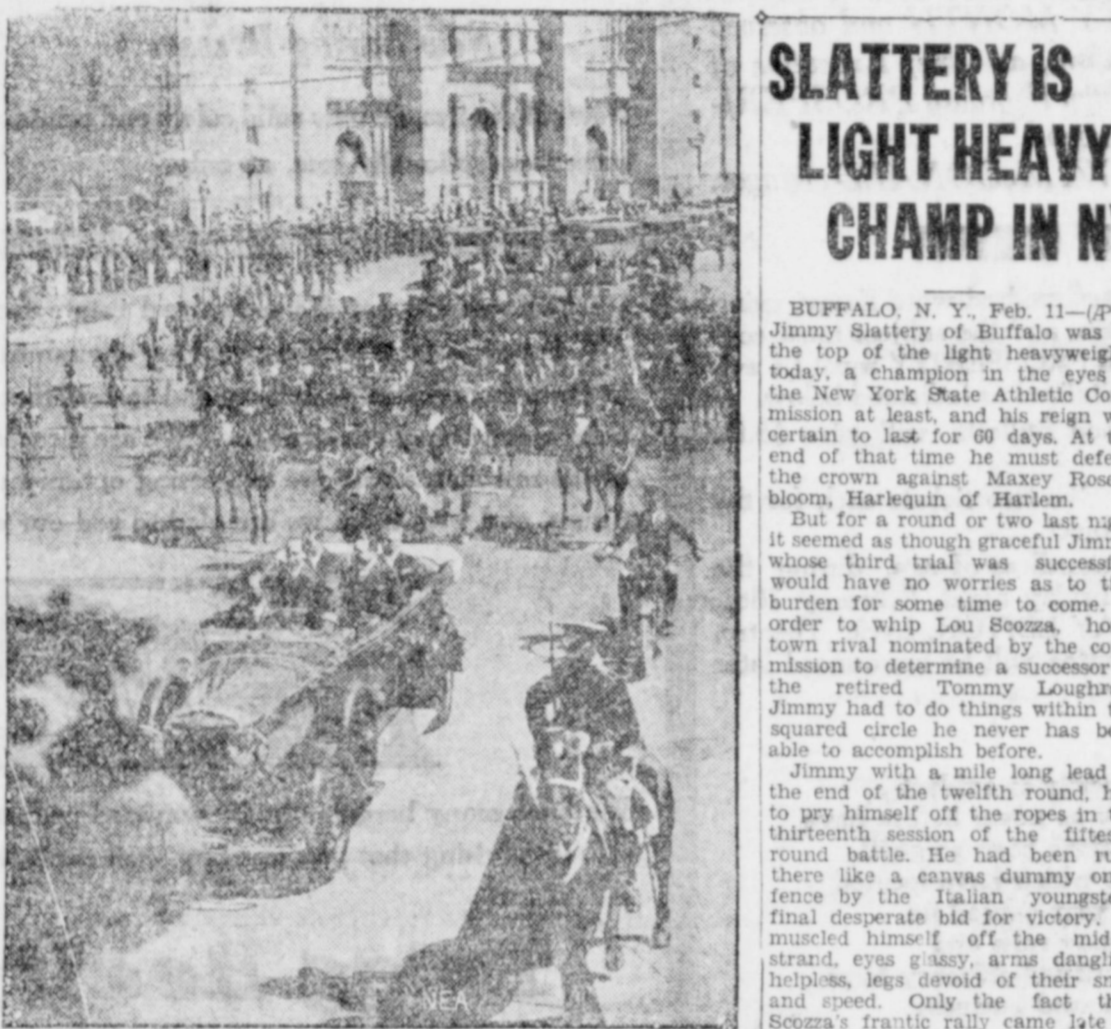 NEA
SLATTERY IS
LIGHT HEAVY
CHAMP IN N
BUFFALO, N. Y., Feb. 11—(AP
Jimmy Slattery of Buffalo was
the top of the light heavyweigh
today, a champion in the eyes
the New York State Athletic Co
mission at least, and his reign w
certain to last for 60 days. At t
end of that time he must defe
the crown against Maxey Rose
bloom, Harlequin of Harlem.
But for a round or two last
it seemed as though graceful Jimm
whose third trial was successf
would have no worries as to t
burden for some time to come.
order to whip Lou Scozza, ho
town rival nominated by the co
mission to determine a successor
the retired Tommy Loughr
Jimmy had to do things within t
squared circle he never has be
able to accomplish before.
Jimmy with a mile long lead
the end of the twelfth round, h
to pry himself off the ropes in t
thirteenth session of the fiftee
round battle. He had been
there like a canvas dummy on
fence by the Italian youngste
final desperate bid for victory.
muscled himself off the mid
strand, eyes glassy, arms dangli
helpless, legs devoid of their sn
and speed. Only the fact th
Scozza's frantic rally came late